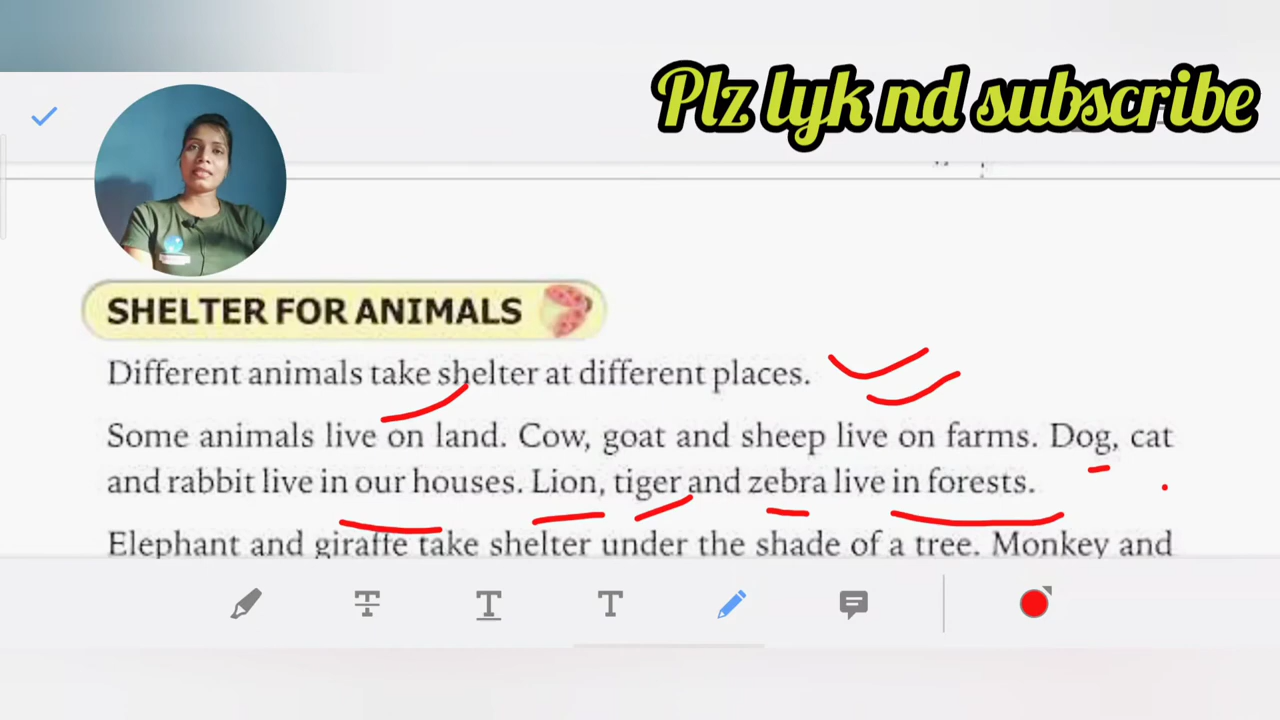 Plz lyk nd subscribe
SHELTER FOR ANIMALS
Different animals take shelter at different places.
Some animals live on land. Cow, goat and sheep live on farms. Dog, cat
and rabbit live in our houses. Lion, tiger and zebra live in forests.
Elephant and giraffe take shelter under the shade of a tree. Monkey and